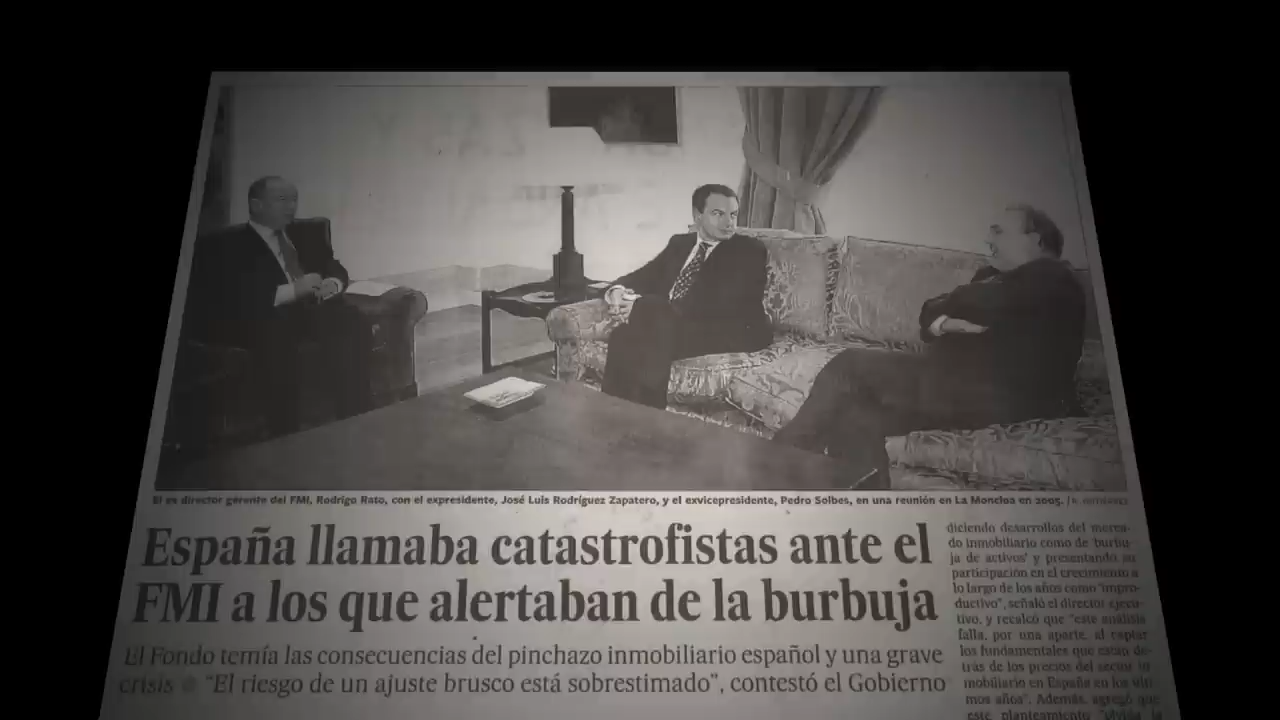 El ex director gerente del FMI, Rodrigo Rato, con el expresidente, José Luis Rodríguez Zapatero, y el exvicepresidente, Pedro Solbes, en una reunión en La Moncloa en 2005. /
España llamaba catastrofistas ante el
FMI a los que alertaban de la burbuja
El Fondo temía las consecuencias del pinchazo inmobiliario español y una grave
crisis "El riesgo de un ajuste brusco está sobrestimado", contestó el Gobierno
diciendo desarrollos del merca-
do inmobiliario como de 'burbu-
ja de activos' y presentando su
participación en el crecimiento a
lo largo de los años como "impro-
ductivo", señaló el director ejecu-
tivo, y recalcó que "este análisis
falla, por una aparte, al captar
los fundamentales que están de-
trás de los precios del sector in
mobiliario en España en los últi-
mos años". Además, agregó que
este planteamiento "olvida la